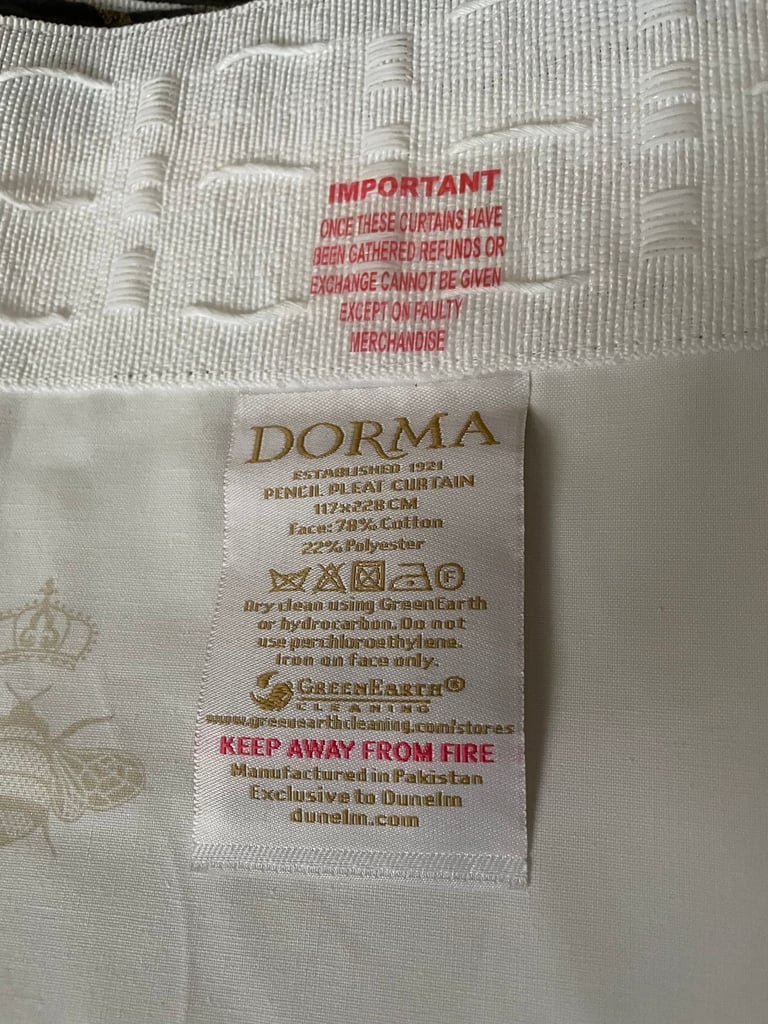 IMPORTANT
ONCE THESE CURTAINS HAVE
BEEN GATHERED REFUNDS OR
EXCHANGE CANNOT BE GIVEN
EXCEPT ON FAULTY
MERCHANDISE
DORMA
ESTABLISHED 1921
PENCIL PLEAT CURTAIN
117x228CM
Face: 78% Cotton
22% Polyester
F
Dry clean using GreenEarth
or hydrocarbon. Do not
use perchloroethylene.
Iron on face only.
GREENEARTH®
CLEANING
www.greenearthcleaning.com/stores
KEEP AWAY FROM FIRE
Manufactured in Pakistan
Exclusive to Dunelm
dunelm.com